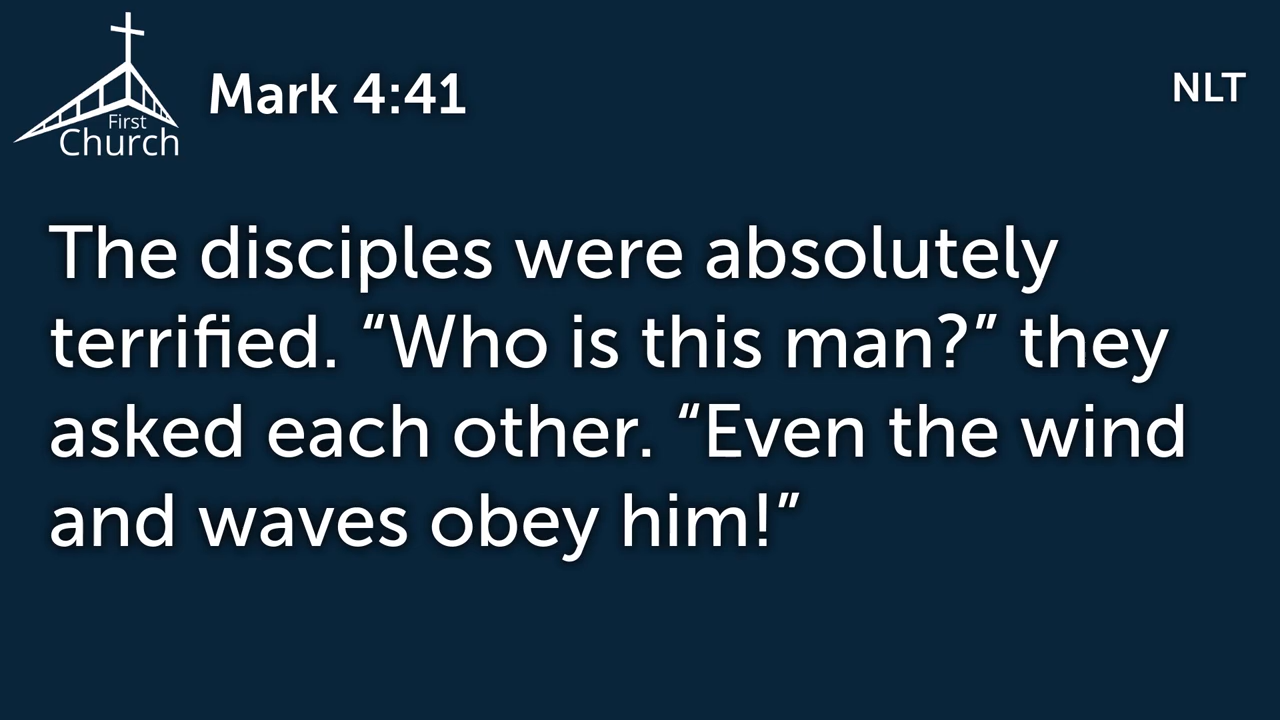 First
Church
Mark 4:41
NLT
The disciples were absolutely
terrified. “Who is this man?” they
asked each other. “Even the wind
and waves obey him!”